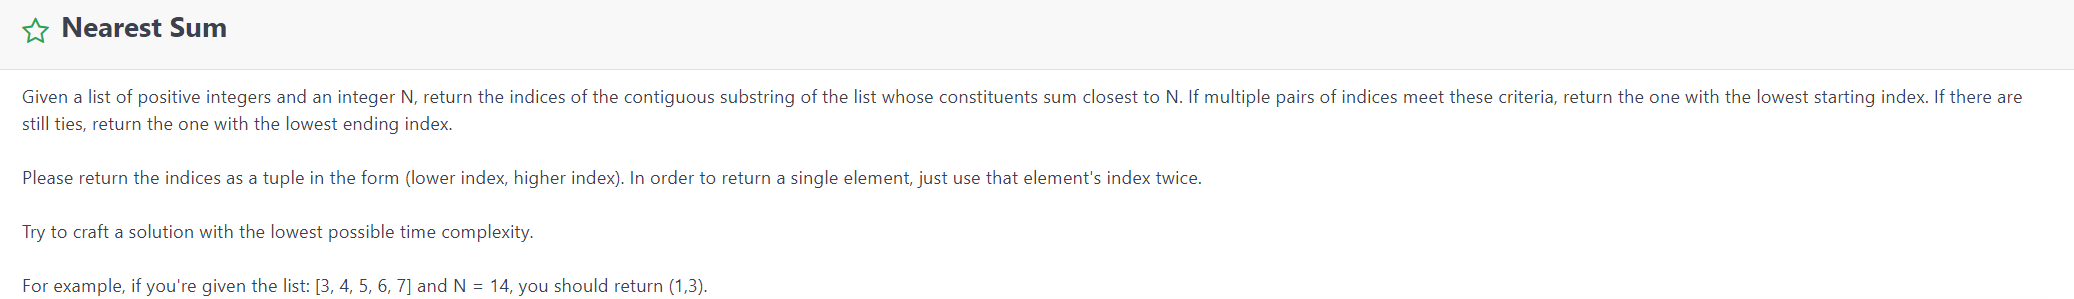 Nearest Sum
Given a list of positive integers and an integer N, return the indices of the contiguous substring of the list whose constituents sum closest to N. If multiple pairs of indices meet these criteria, return the one with the lowest starting index. If there are
still ties, return the one with the lowest ending index.
Please return the indices as a tuple in the form (lower index, higher index). In order to return a single element, just use that element's index twice.
Try to craft a solution with the lowest possible time complexity.
For example, if you're given the list: [3, 4, 5, 6, 7] and N = 14, you should return (1,3).